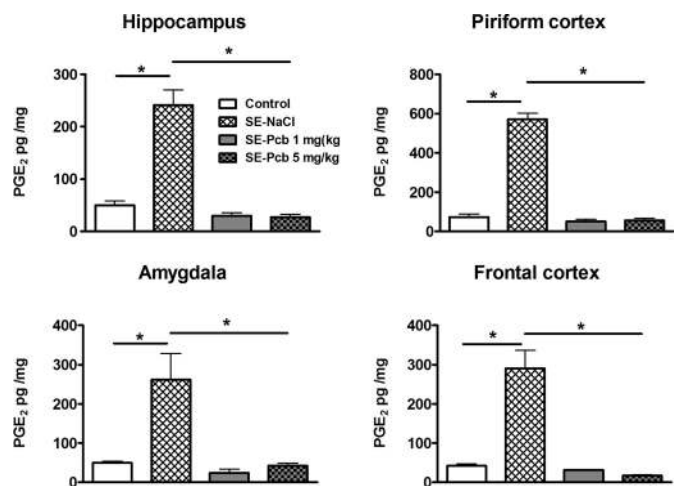 Hippocampus
PGE₂ pg /mg
300
200
100
0
*
*
Control
SE-NaCl
SE-Pcb 1 mg(kg
SE-Pcb 5 mg/kg
Piriform cortex
PGE₂ pg /mg
800
600
400
200
0
*
*
Amygdala
PGE₂ pg /mg
400
300
200
100
0
*
*
Frontal cortex
PGE₂ pg /mg
400
300
200
100
0
*
*